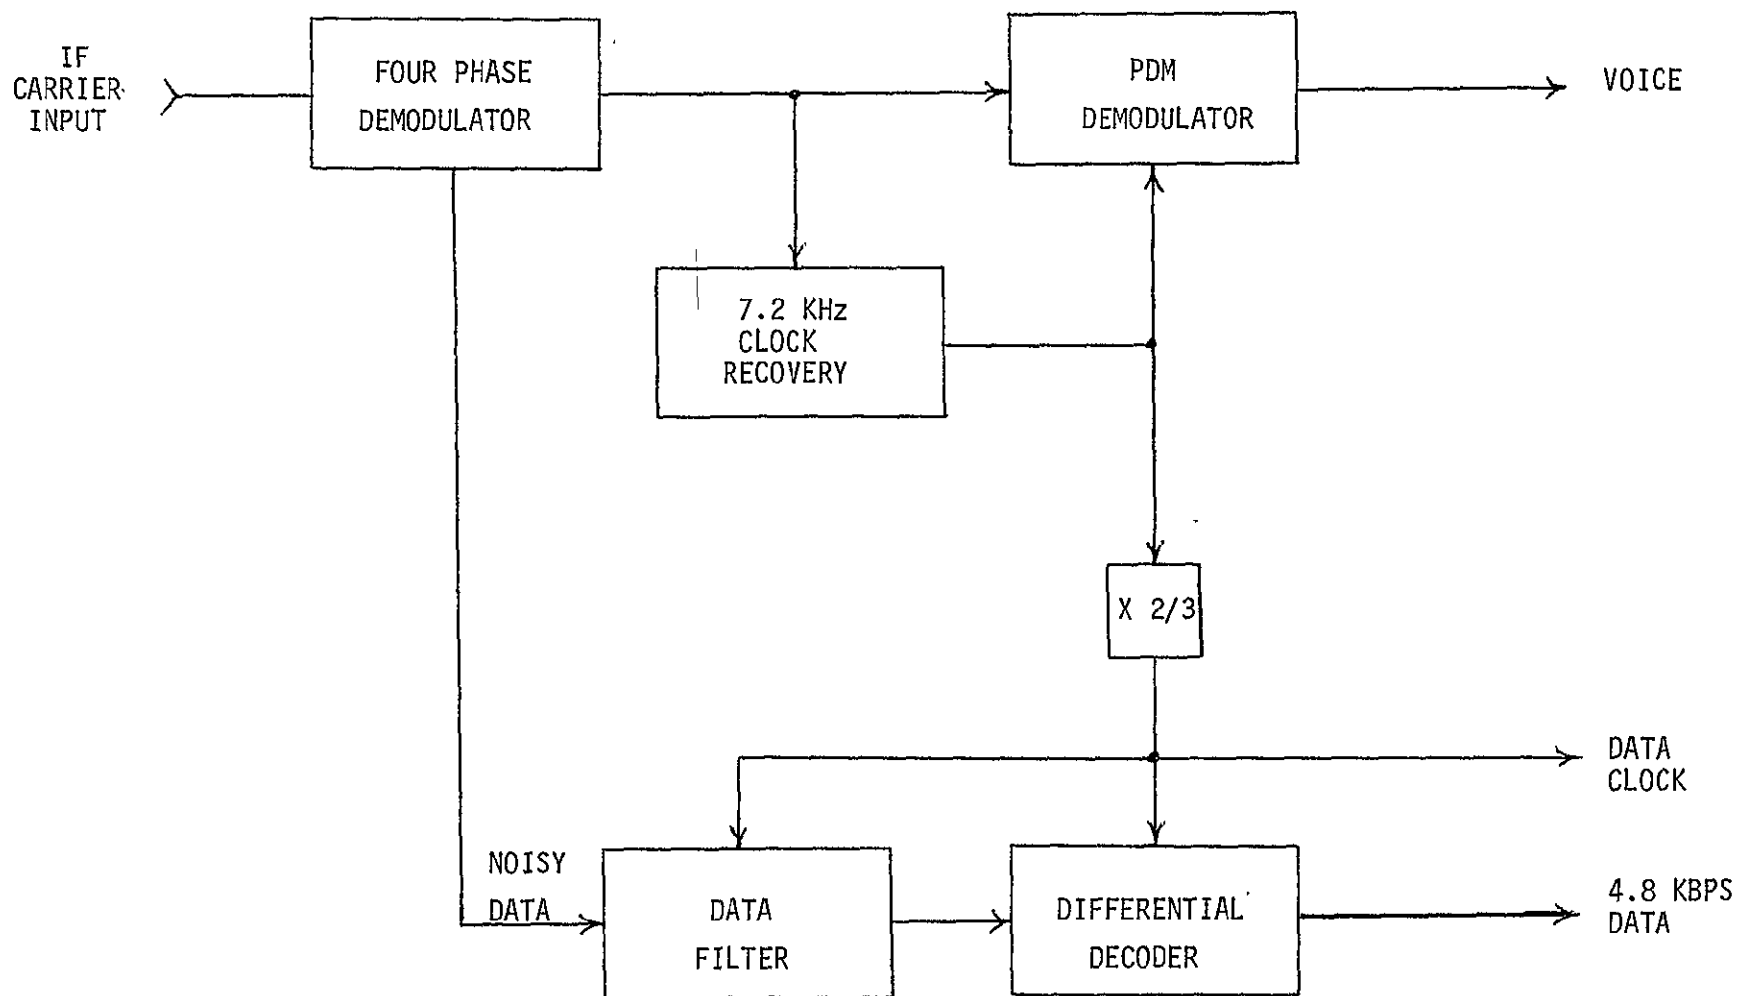 IF
CARRIER
INPUT
FOUR PHASE
DEMODULATOR
PDM
DEMODULATOR
VOICE
7.2 KHz
CLOCK
RECOVERY
X 2/3
DATA
CLOCK
NOISY
DATA
DATA
FILTER
DIFFERENTIAL
DECODER
4.8 KBPS
DATA